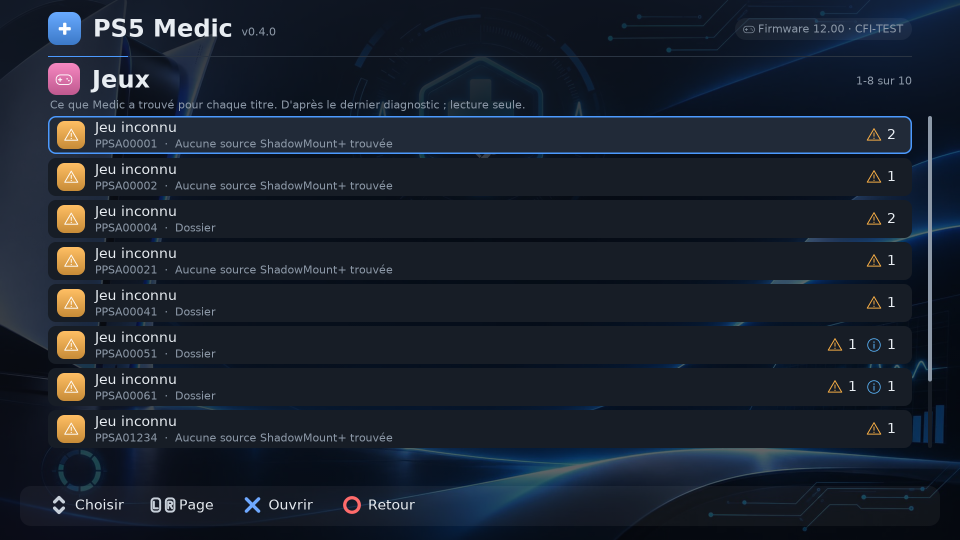 PS5 Medic v0.4.0
Firmware 12.00 · CFI-TEST
Jeux
1-8 sur 10
Ce que Medic a trouvé pour chaque titre. D'après le dernier diagnostic ; lecture seule.
Jeu inconnu
PPSA00001 · Aucune source ShadowMount+ trouvée
2
Jeu inconnu
PPSA00002 · Aucune source ShadowMount+ trouvée
1
Jeu inconnu
PPSA00004 · Dossier
2
Jeu inconnu
PPSA00021 · Aucune source ShadowMount+ trouvée
1
Jeu inconnu
PPSA00041 · Dossier
1
Jeu inconnu
PPSA00051 · Dossier
1 1
Jeu inconnu
PPSA00061 · Dossier
1 1
Jeu inconnu
PPSA01234 · Aucune source ShadowMount+ trouvée
1
Choisir L R Page Ouvrir Retour